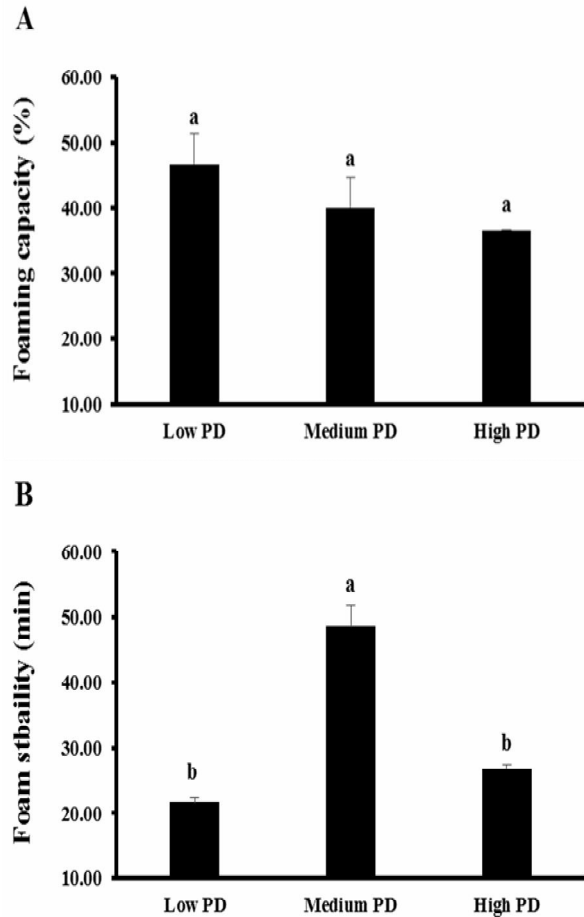 A
Foaming capacity (%)
60.00
50.00
40.00
30.00
20.00
10.00
a
a
a
Low PD
Medium PD
High PD
B
Foam stbaility (min)
60.00
50.00
40.00
30.00
20.00
10.00
b
a
b
Low PD
Medium PD
High PD